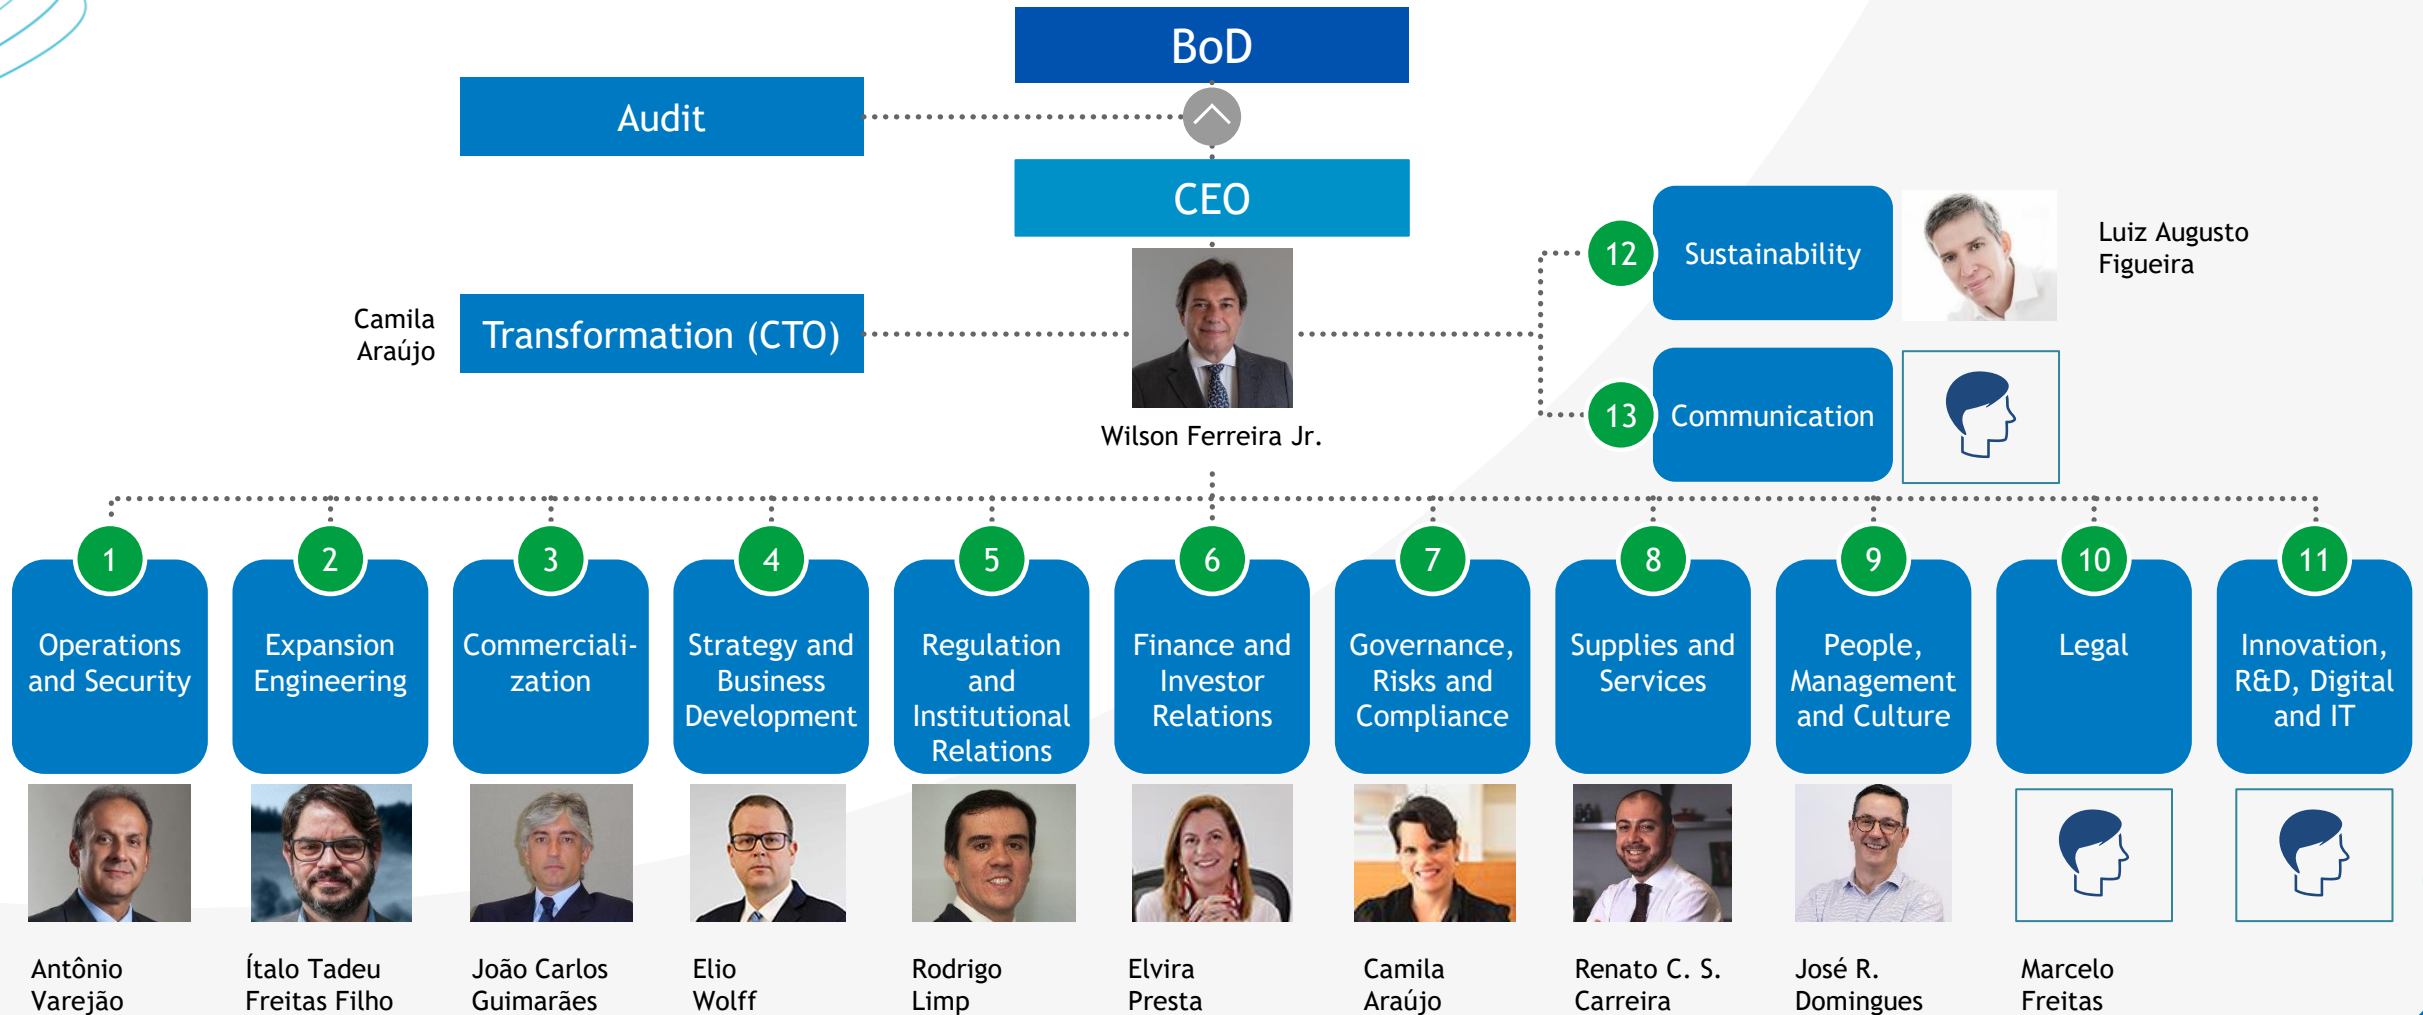 BoD
Audit
CEO
12
Sustainability
Luiz Augusto
Figueira
Camila
Araújo
Transformation (CTO)
13
Communication
Wilson Ferreira Jr.
1
Operations
and Security
Antônio
Varejão
2
Expansion
Engineering
Ítalo Tadeu
Freitas Filho
3
Commerciali-
zation
João Carlos
Guimarães
4
Strategy and
Business
Development
Elio
Wolff
5
Regulation
and
Institutional
Relations
Rodrigo
Limp
6
Finance and
Investor
Relations
Elvira
Presta
7
Governance,
Risks and
Compliance
Camila
Araújo
8
Supplies and
Services
Renato C. S.
Carreira
9
People,
Management
and Culture
José R.
Domingues
10
Legal
Marcelo
Freitas
11
Innovation,
R&D, Digital
and IT